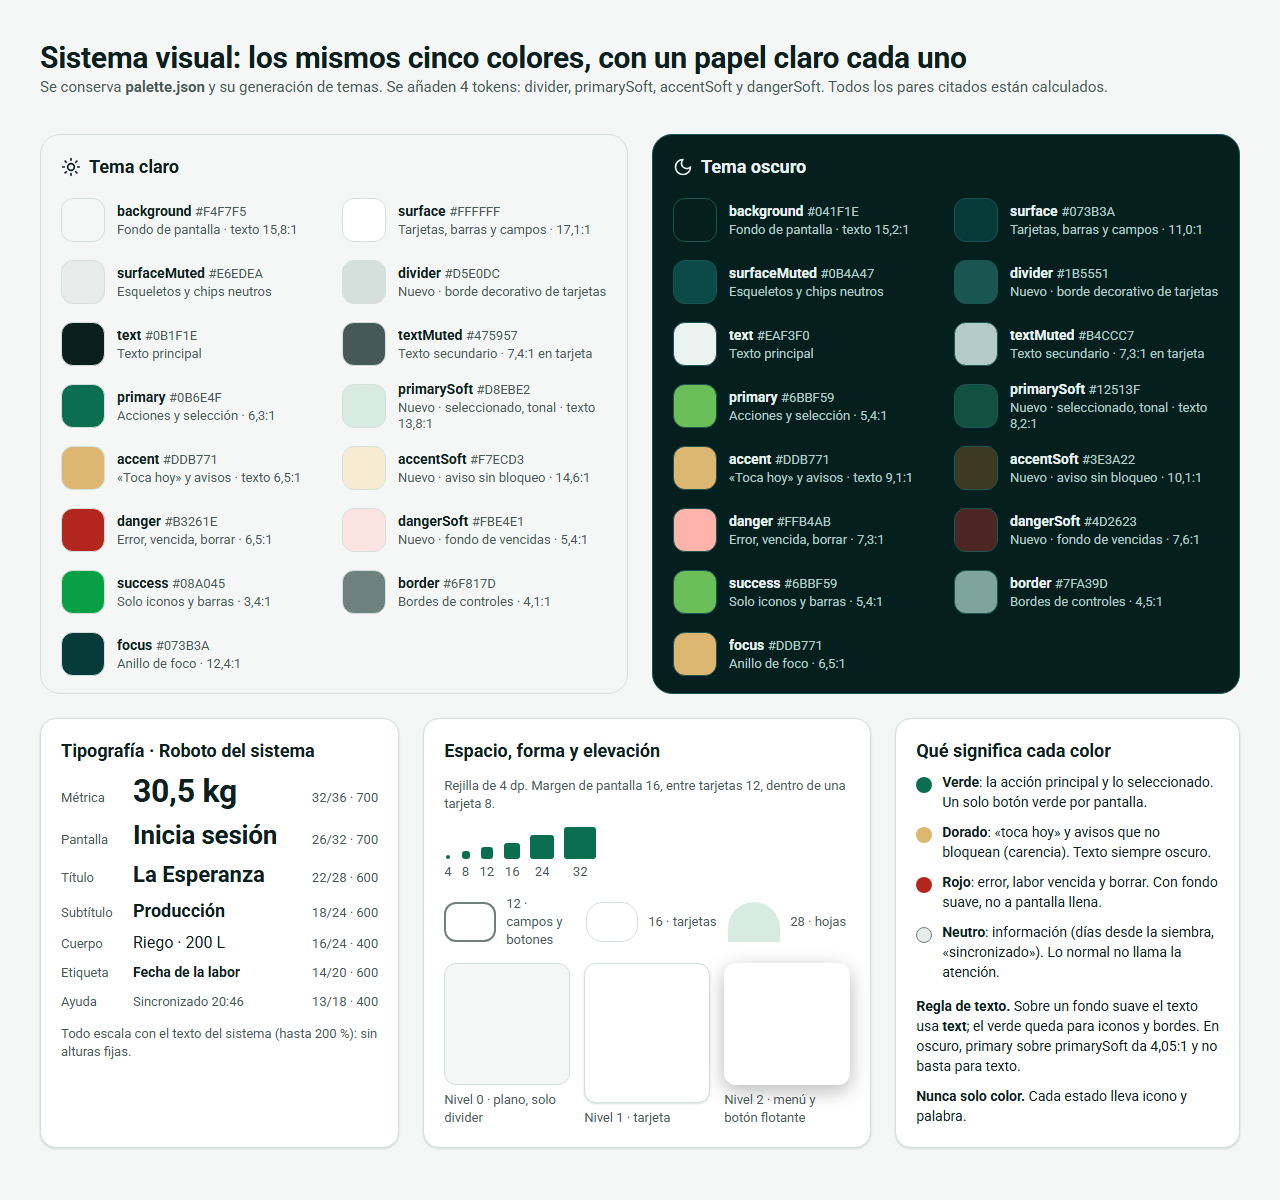 Sistema visual: los mismos cinco colores, con un papel claro cada uno
Se conserva palette.json y su generación de temas. Se añaden 4 tokens: divider, primarySoft, accentSoft y dangerSoft. Todos los pares citados están calculados.
Tema claro
background #F4F7F5
Fondo de pantalla · texto 15,8:1
surface #FFFFFF
Tarjetas, barras y campos · 17,1:1
surfaceMuted #E6EDEA
Esqueletos y chips neutros
divider #D5E0DC
Nuevo · borde decorativo de tarjetas
text #0B1F1E
Texto principal
textMuted #475957
Texto secundario · 7,4:1 en tarjeta
primary #0B6E4F
Acciones y selección · 6,3:1
primarySoft #D8EBE2
Nuevo · seleccionado, tonal · texto
13,8:1
accent #DDB771
«Toca hoy» y avisos · texto 6,5:1
accentSoft #F7ECD3
Nuevo · aviso sin bloqueo · 14,6:1
danger #B3261E
Error, vencida, borrar · 6,5:1
dangerSoft #FBE4E1
Nuevo · fondo de vencidas · 5,4:1
success #08A045
Solo iconos y barras · 3,4:1
border #6F817D
Bordes de controles · 4,1:1
focus #073B3A
Anillo de foco · 12,4:1
Tema oscuro
background #041F1E
Fondo de pantalla · texto 15,2:1
surface #073B3A
Tarjetas, barras y campos · 11,0:1
surfaceMuted #0B4A47
Esqueletos y chips neutros
divider #1B5551
Nuevo · borde decorativo de tarjetas
text #EAF3F0
Texto principal
textMuted #B4CCC7
Texto secundario · 7,3:1 en tarjeta
primary #6BBF59
Acciones y selección · 5,4:1
primarySoft #12513F
Nuevo · seleccionado, tonal · texto
8,2:1
accent #DDB771
«Toca hoy» y avisos · texto 9,1:1
accentSoft #3E3A22
Nuevo · aviso sin bloqueo · 10,1:1
danger #FFB4AB
Error, vencida, borrar · 7,3:1
dangerSoft #4D2623
Nuevo · fondo de vencidas · 7,6:1
success #6BBF59
Solo iconos y barras · 5,4:1
border #7FA39D
Bordes de controles · 4,5:1
focus #DDB771
Anillo de foco · 6,5:1
Tipografía · Roboto del sistema
Métrica 30,5 kg 32/36 · 700
Pantalla Inicia sesión 26/32 · 700
Título La Esperanza 22/28 · 600
Subtítulo Producción 18/24 · 600
Cuerpo Riego · 200 L 16/24 · 400
Etiqueta Fecha de la labor 14/20 · 600
Ayuda Sincronizado 20:46 13/18 · 400
Todo escala con el texto del sistema (hasta 200 %): sin
alturas fijas.
Espacio, forma y elevación
Rejilla de 4 dp. Margen de pantalla 16, entre tarjetas 12, dentro de una
tarjeta 8.
4 8 12 16 24 32
12 ·
campos y
botones
16 · tarjetas
28 · hojas
Nivel 0 · plano, solo
divider
Nivel 1 · tarjeta
Nivel 2 · menú y
botón flotante
Qué significa cada color
Verde: la acción principal y lo seleccionado.
Un solo botón verde por pantalla.
Dorado: «toca hoy» y avisos que no
bloquean (carencia). Texto siempre oscuro.
Rojo: error, labor vencida y borrar. Con fondo
suave, no a pantalla llena.
Neutro: información (días desde la siembra,
«sincronizado»). Lo normal no llama la
atención.
Regla de texto. Sobre un fondo suave el texto
usa text; el verde queda para iconos y bordes. En
oscuro, primary sobre primarySoft da 4,05:1 y no
basta para texto.
Nunca solo color. Cada estado lleva icono y
palabra.